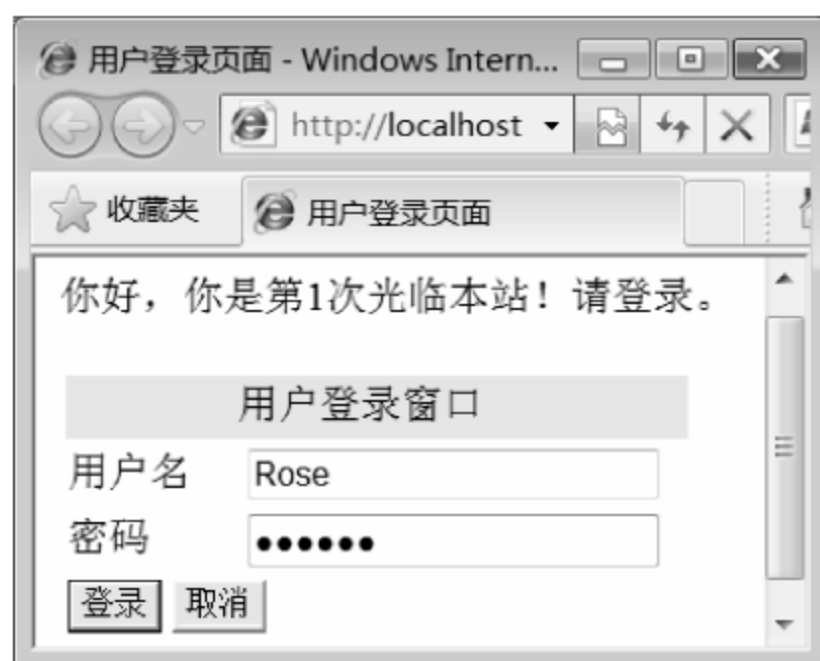 用户登录页面 - Windows Intern...
http://localhost
收藏夹
用户登录页面
你好，你是第1次光临本站！请登录。
用户登录窗口
用户名
Rose
密码
••••••
登录
取消